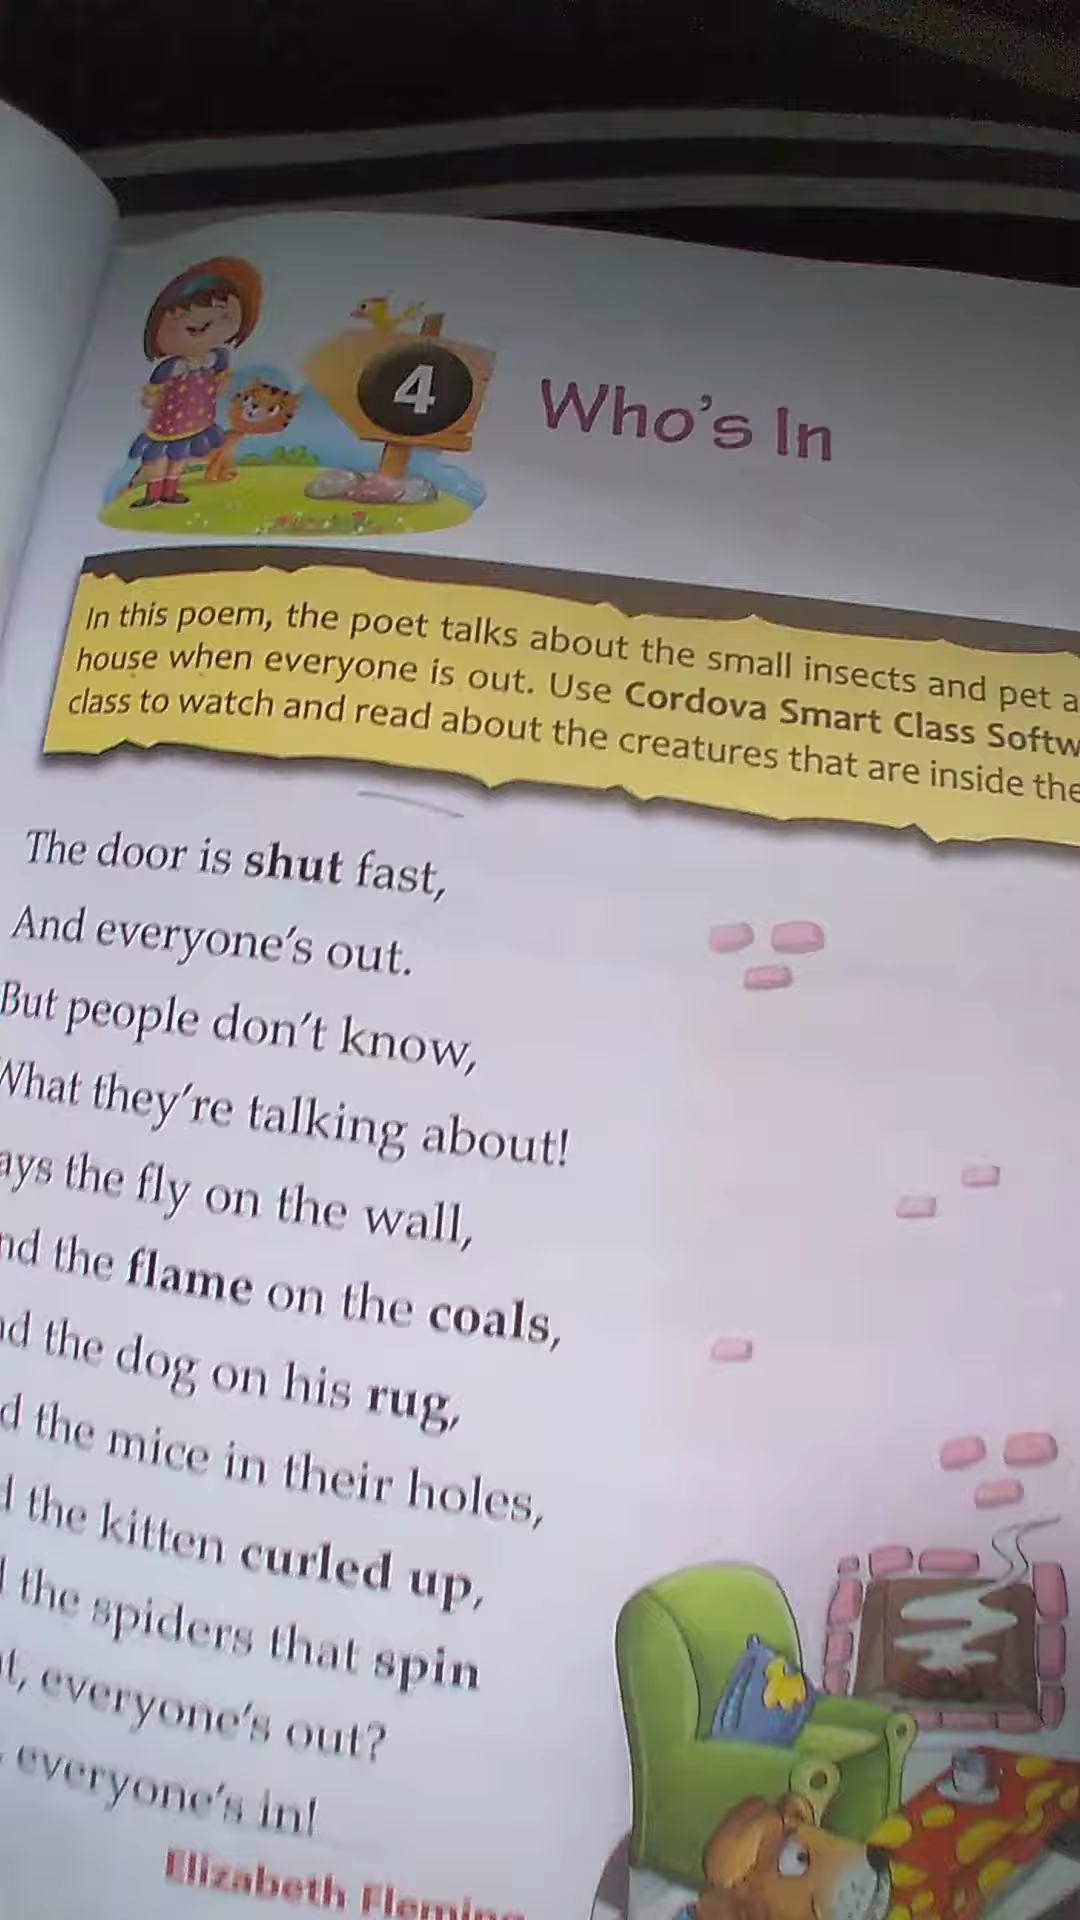 4
Who's In
In this poem, the poet talks about the small insects and pet a
house when everyone is out. Use Cordova Smart Class Softw
class to watch and read about the creatures that are inside the
The door is shut fast,
And everyone's out.
But people don't know,
What they're talking about!
ays the fly on the wall,
nd the flame on the coals,
nd the dog on his rug,
d the mice in their holes,
d the kitten curled up,
the spiders that spin
t, everyone's out?
everyone's in!
Elizabeth Fleming